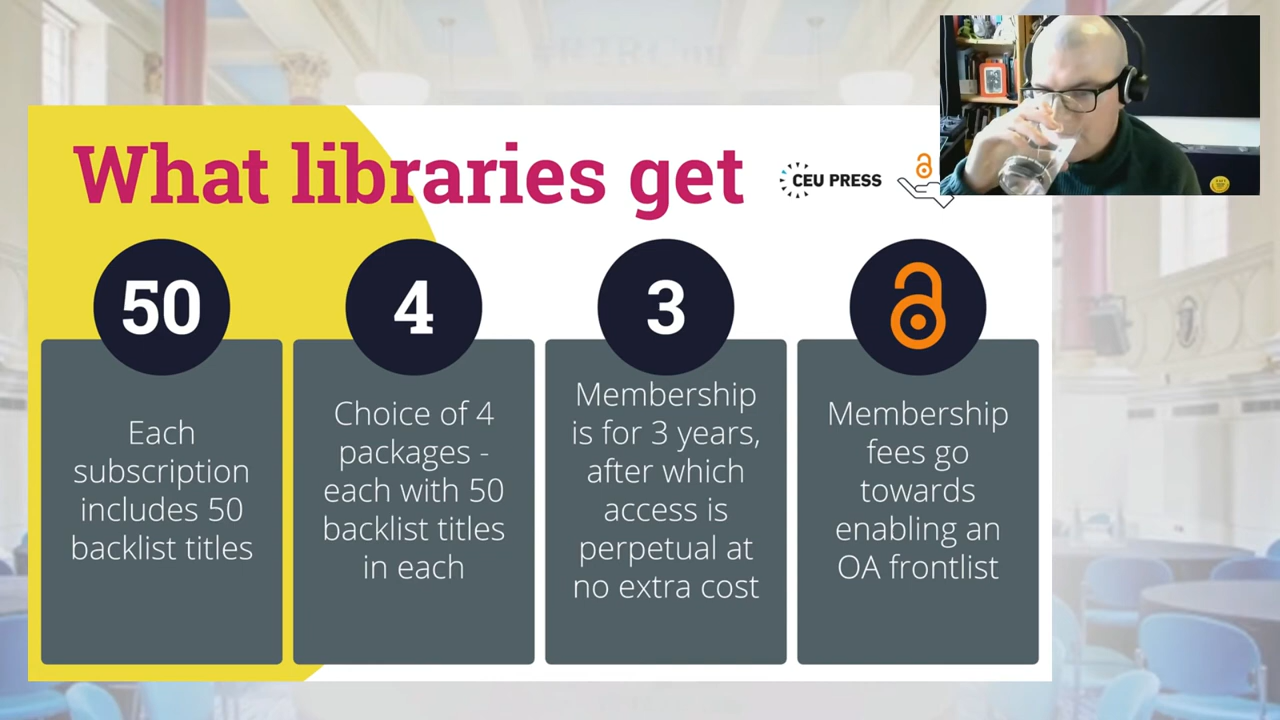 What libraries get
CEU PRESS
50
Each
subscription
includes 50
backlist titles
4
Choice of 4
packages -
each with 50
backlist titles
in each
3
Membership
is for 3 years,
after which
access is
perpetual at
no extra cost
Membership
fees go
towards
enabling an
OA frontlist